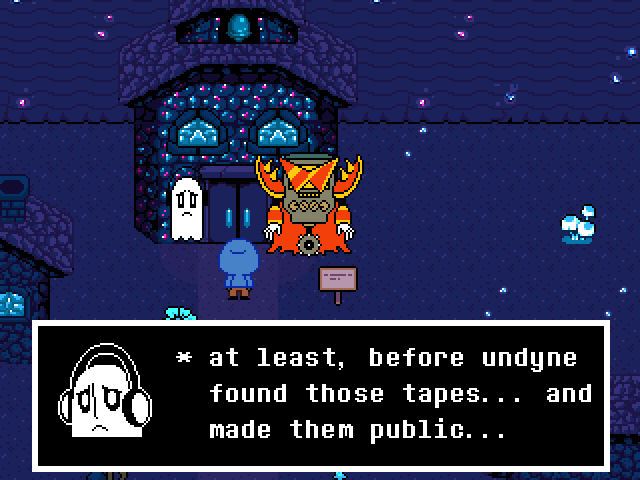 * at least, before undyne
found those tapes... and
made them public...